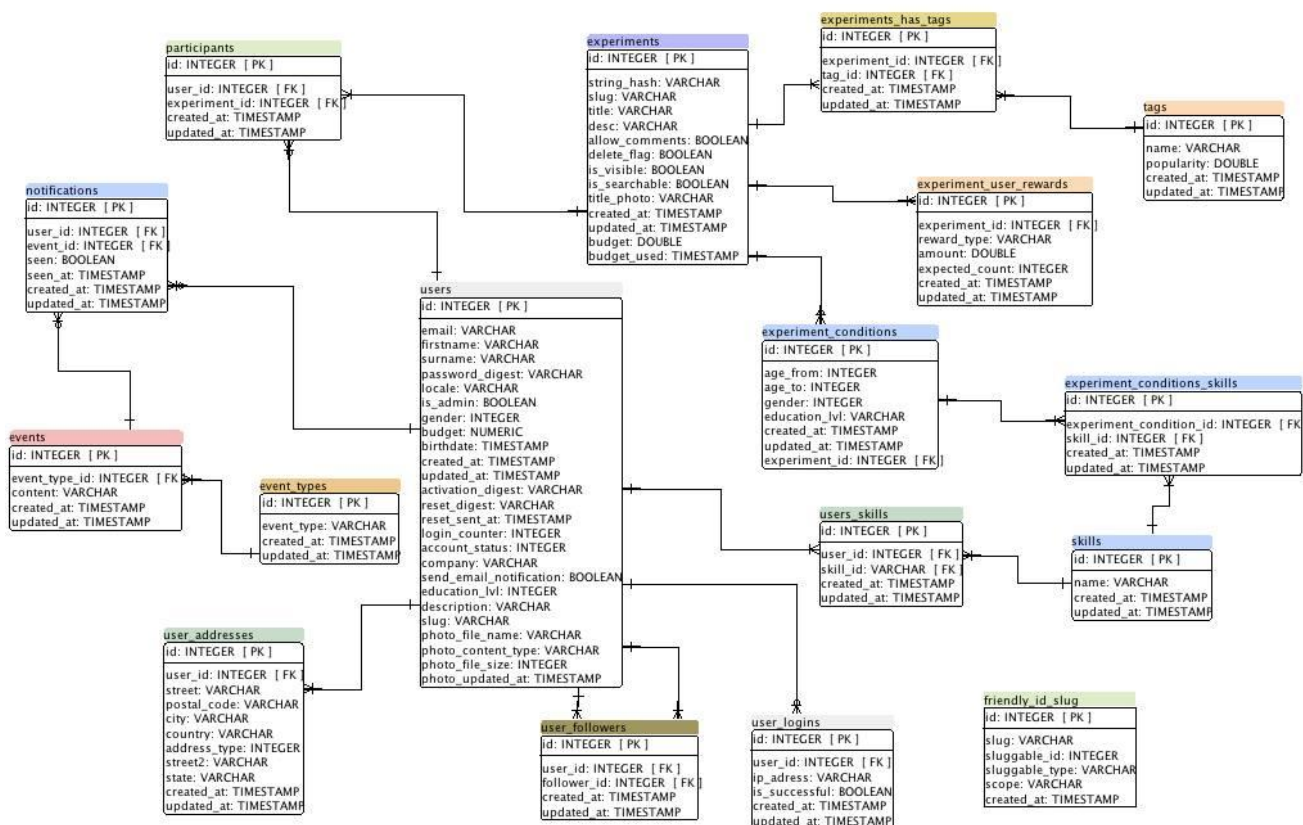 experiments_has_tags
id: INTEGER [ PK ]
experiment_id: INTEGER [ FK ]
tag_id: INTEGER [ FK ]
created_at: TIMESTAMP
updated_at: TIMESTAMP
experiments
id: INTEGER [ PK ]
string_hash: VARCHAR
slug: VARCHAR
title: VARCHAR
desc: VARCHAR
allow_comments: BOOLEAN
delete_flag: BOOLEAN
is_visible: BOOLEAN
is_searchable: BOOLEAN
title_photo: VARCHAR
created_at: TIMESTAMP
updated_at: TIMESTAMP
budget: DOUBLE
budget_used: TIMESTAMP
participants
id: INTEGER [ PK ]
user_id: INTEGER [ FK ]
experiment_id: INTEGER [ FK ]
created_at: TIMESTAMP
updated_at: TIMESTAMP
tags
id: INTEGER [ PK ]
name: VARCHAR
popularity: DOUBLE
created_at: TIMESTAMP
updated_at: TIMESTAMP
notifications
id: INTEGER [ PK ]
user_id: INTEGER [ FK ]
event_id: INTEGER [ FK ]
seen: BOOLEAN
seen_at: TIMESTAMP
created_at: TIMESTAMP
updated_at: TIMESTAMP
experiment_user_rewards
id: INTEGER [ PK ]
experiment_id: INTEGER [ FK ]
reward_type: VARCHAR
amount: DOUBLE
expected_count: INTEGER
created_at: TIMESTAMP
updated_at: TIMESTAMP
users
id: INTEGER [ PK ]
email: VARCHAR
firstname: VARCHAR
surname: VARCHAR
password_digest: VARCHAR
locale: VARCHAR
is_admin: BOOLEAN
gender: INTEGER
budget: NUMERIC
birthdate: TIMESTAMP
created_at: TIMESTAMP
updated_at: TIMESTAMP
activation_digest: VARCHAR
reset_digest: VARCHAR
reset_sent_at: TIMESTAMP
login_counter: INTEGER
account_status: INTEGER
company: VARCHAR
send_email_notification: BOOLEAN
education_lvl: INTEGER
description: VARCHAR
slug: VARCHAR
photo_file_name: VARCHAR
photo_content_type: VARCHAR
photo_file_size: INTEGER
photo_updated_at: TIMESTAMP
experiment_conditions
id: INTEGER [ PK ]
age_from: INTEGER
age_to: INTEGER
gender: INTEGER
education_lvl: VARCHAR
created_at: TIMESTAMP
updated_at: TIMESTAMP
experiment_id: INTEGER [ FK ]
experiment_conditions_skills
id: INTEGER [ PK ]
experiment_condition_id: INTEGER [ FK
skill_id: INTEGER [ FK ]
created_at: TIMESTAMP
updated_at: TIMESTAMP
events
id: INTEGER [ PK ]
event_type_id: INTEGER [ FK ]
content: VARCHAR
created_at: TIMESTAMP
updated_at: TIMESTAMP
event_types
id: INTEGER [ PK ]
event_type: VARCHAR
created_at: TIMESTAMP
updated_at: TIMESTAMP
users_skills
id: INTEGER [ PK ]
user_id: INTEGER [ FK ]
skill_id: VARCHAR [ FK ]
created_at: TIMESTAMP
updated_at: TIMESTAMP
skills
id: INTEGER [ PK ]
name: VARCHAR
created_at: TIMESTAMP
updated_at: TIMESTAMP
user_addresses
id: INTEGER [ PK ]
user_id: INTEGER [ FK ]
street: VARCHAR
postal_code: VARCHAR
city: VARCHAR
country: VARCHAR
address_type: INTEGER
street2: VARCHAR
state: VARCHAR
created_at: TIMESTAMP
updated_at: TIMESTAMP
user_followers
id: INTEGER [ PK ]
user_id: INTEGER [ FK ]
follower_id: INTEGER [ FK ]
created_at: TIMESTAMP
updated_at: TIMESTAMP
user_logins
id: INTEGER [ PK ]
user_id: INTEGER [ FK ]
ip_adress: VARCHAR
is_successful: BOOLEAN
created_at: TIMESTAMP
updated_at: TIMESTAMP
friendly_id_slug
id: INTEGER [ PK ]
slug: VARCHAR
sluggable_id: INTEGER
sluggable_type: VARCHAR
scope: VARCHAR
created_at: TIMESTAMP